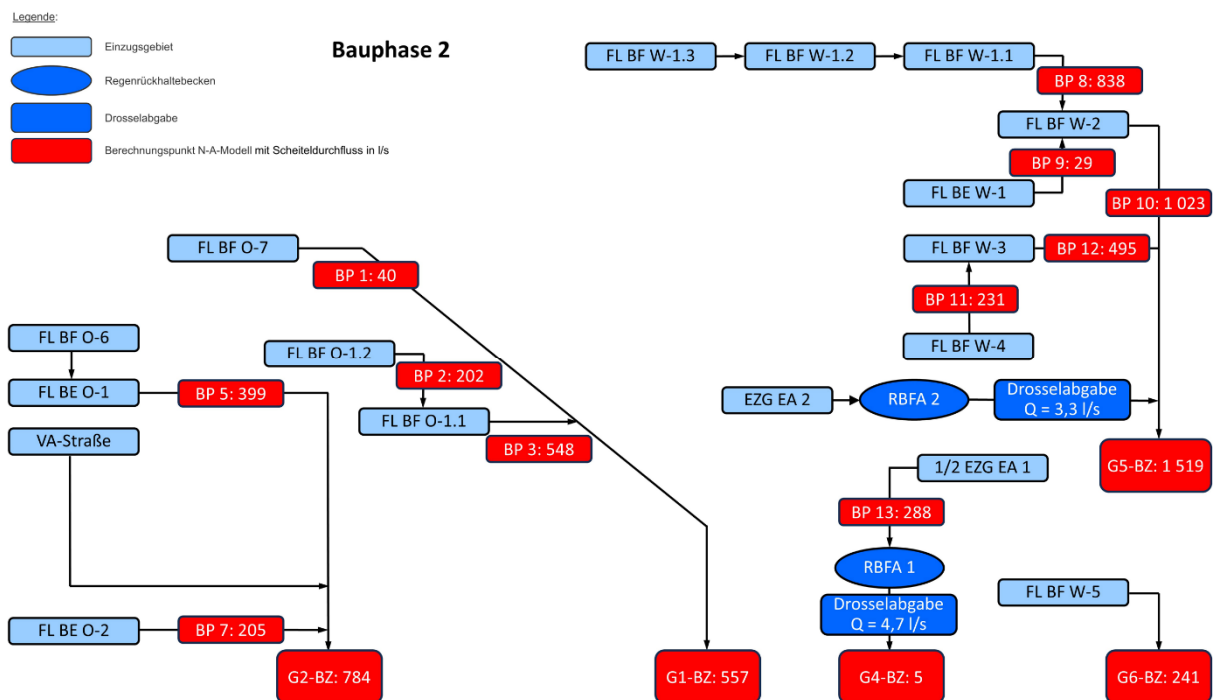 Legende:
Einzugsgebiet
Regenrückhaltebecken
Drosselabgabe
Berechnungspunkt N-A-Modell mit Scheiteldurchfluss in l/s
Bauphase 2
FL BF W-1.3
FL BF W-1.2
FL BF W-1.1
BP 8: 838
FL BF W-2
BP 9: 29
FL BE W-1
BP 10: 1 023
FL BF W-3
BP 12: 495
BP 11: 231
FL BF W-4
EZG EA 2
RBFA 2
Drosselabgabe
Q = 3,3 l/s
G5-BZ: 1 519
FL BF O-7
BP 1: 40
FL BF O-6
FL BE O-1
BP 5: 399
FL BF O-1.2
BP 2: 202
FL BF O-1.1
BP 3: 548
VA-Straße
FL BE O-2
BP 7: 205
G2-BZ: 784
G1-BZ: 557
1/2 EZG EA 1
BP 13: 288
RBFA 1
Drosselabgabe
Q = 4,7 l/s
G4-BZ: 5
FL BF W-5
G6-BZ: 241